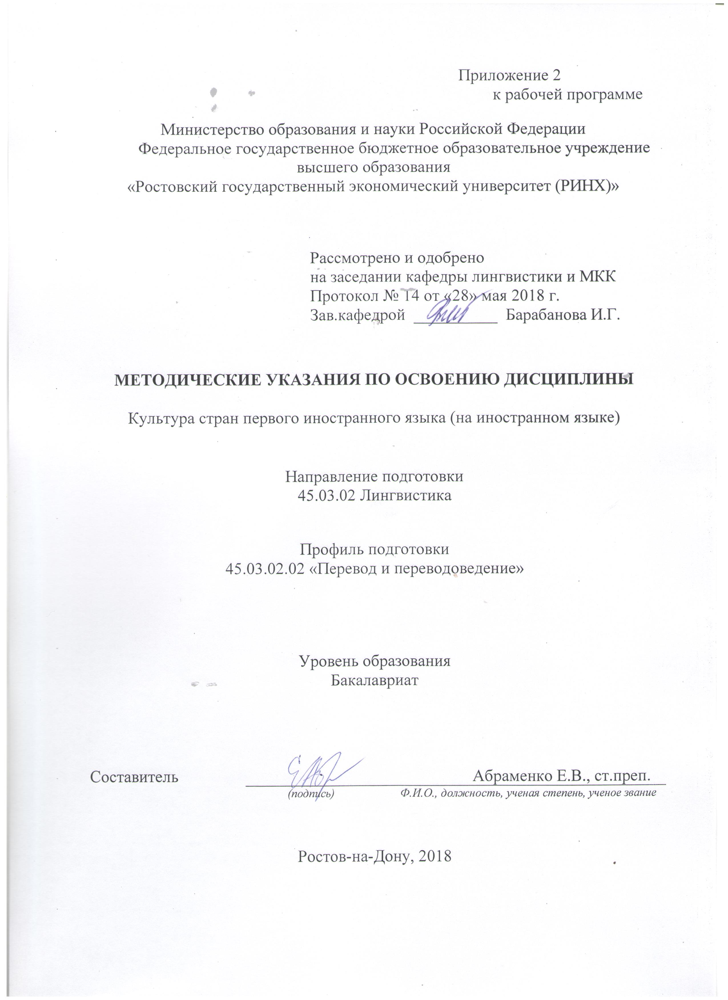 Приложение 2
к рабочей программе
Министерство образования и науки Российской Федерации
Федеральное государственное бюджетное образовательное учреждение
высшего образования
«Ростовский государственный экономический университет (РИНХ)»
Рассмотрено и одобрено
на заседании кафедры лингвистики и МКК
Протокол № 14 от «28» мая 2018 г.
Зав.кафедрой ___________ Барабанова И.Г.
МЕТОДИЧЕСКИЕ УКАЗАНИЯ ПО ОСВОЕНИЮ ДИСЦИПЛИНЫ
Культура стран первого иностранного языка (на иностранном языке)
Направление подготовки
45.03.02 Лингвистика
Профиль подготовки
45.03.02.02 «Перевод и переводоведение»
Уровень образования
Бакалавриат
Составитель Абраменко Е.В., ст.преп.
(подпись) Ф.И.О., должность, ученая степень, ученое звание
Ростов-на-Дону, 2018